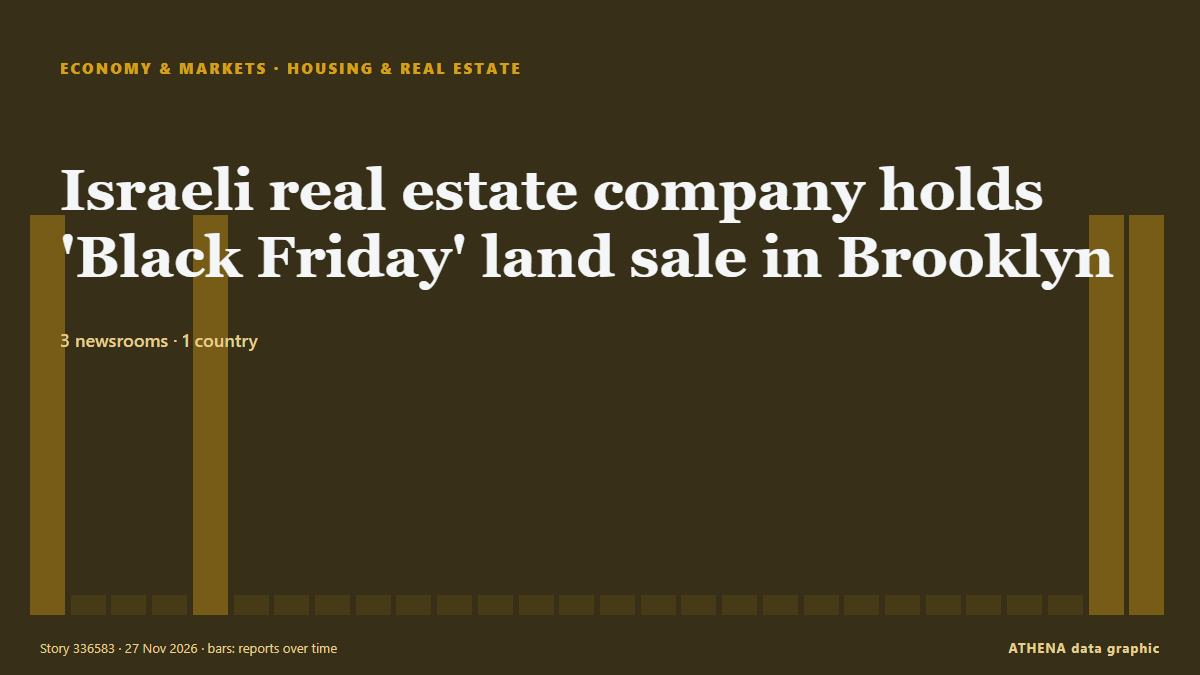 ECONOMY & MARKETS · HOUSING & REAL ESTATE
Israeli real estate company holds
'Black Friday' land sale in Brooklyn
3 newsrooms · 1 country
Story 336583 · 27 Nov 2026 · bars: reports over time
ATHENA data graphic